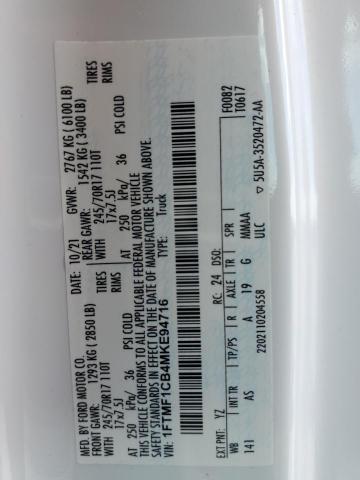 MFD. BY FORD MOTOR CO.
DATE: 10/21 GVWR: 2767 KG ( 6100 LB)
FRONT GAWR: 1293 KG ( 2850 LB) REAR GAWR: 1542 KG ( 3400 LB)
WITH 245/70R17 110T TIRES WITH 245/70R17 110T TIRES
17x7.5J RIMS 17x7.5J RIMS
AT 250 kPa/ 36 PSI COLD AT 250 kPa/ 36 PSI COLD
THIS VEHICLE CONFORMS TO ALL APPLICABLE FEDERAL MOTOR VEHICLE
SAFETY STANDARDS IN EFFECT ON THE DATE OF MANUFACTURE SHOWN ABOVE.
1FTMF1CB4MKE94716 Truck
F0082
T0617
EXT PNT: YZ RC: 24 DSO:
WB INT TR TP/PS R AXLE TR SPR
141 AS A 19 G MMAA
ULC
2202110204558
▽ 5U5A-3520472-AA